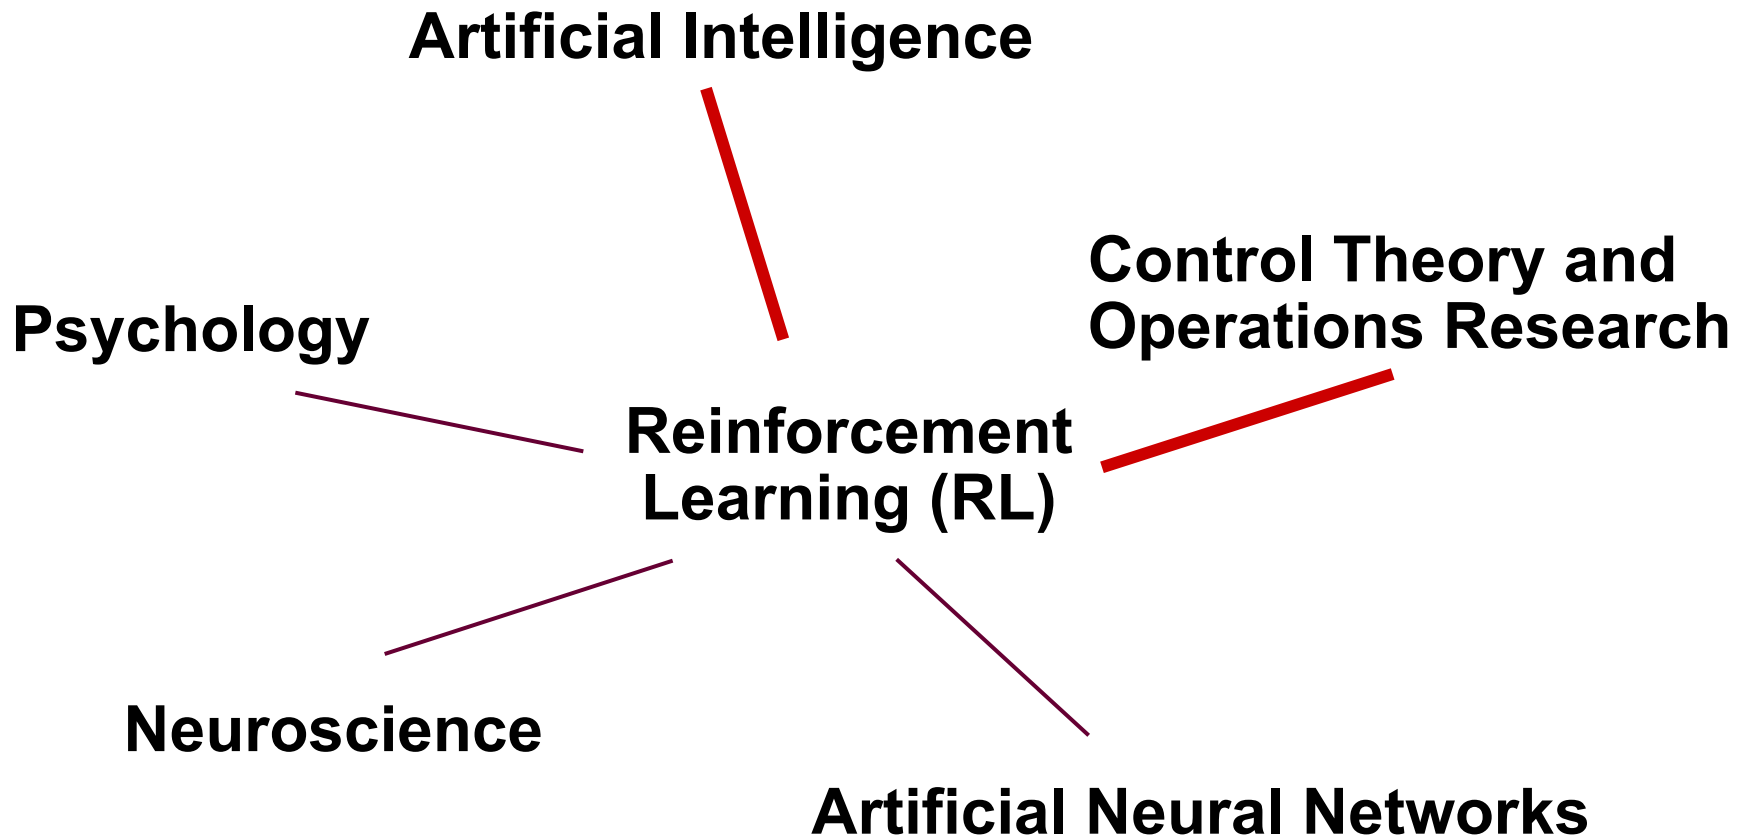 Artificial Intelligence
Control Theory and
Operations Research
Psychology
Reinforcement
Learning (RL)
Neuroscience
Artificial Neural Networks